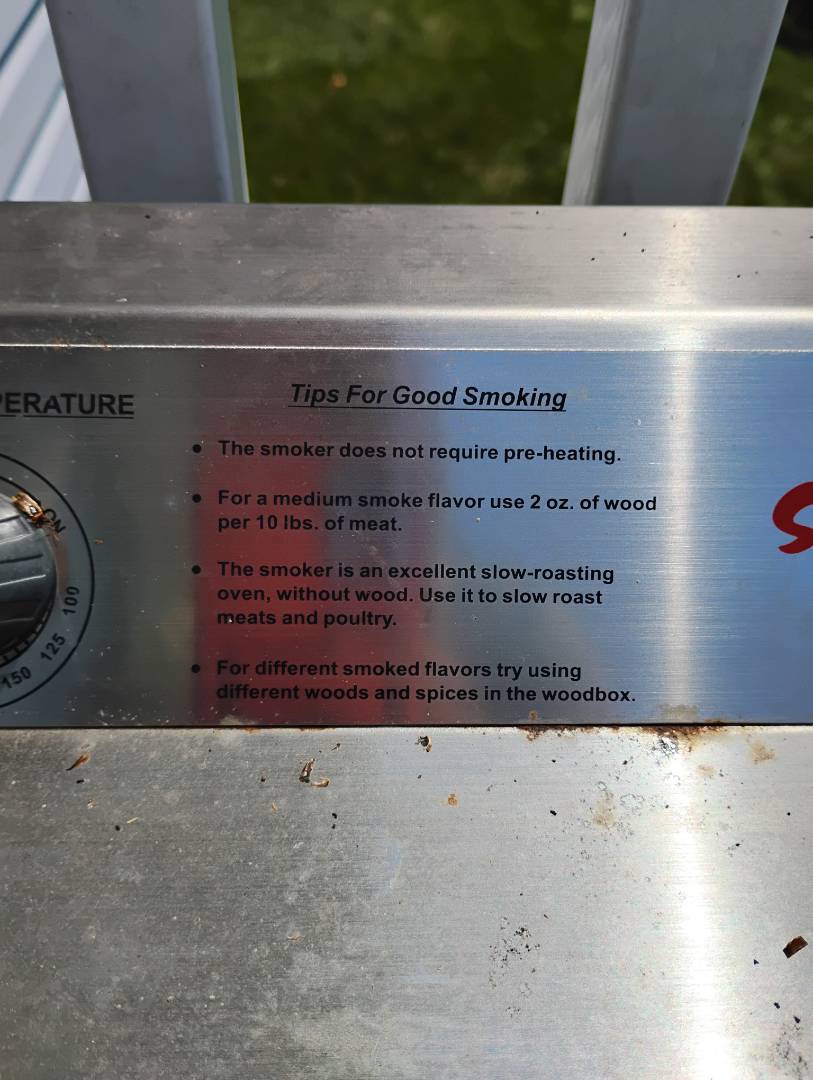 PERATURE
Tips For Good Smoking
• The smoker does not require pre-heating.
• For a medium smoke flavor use 2 oz. of wood
per 10 lbs. of meat.
• The smoker is an excellent slow-roasting
oven, without wood. Use it to slow roast
meats and poultry.
• For different smoked flavors try using
different woods and spices in the woodbox.
ON
100
125
150
S